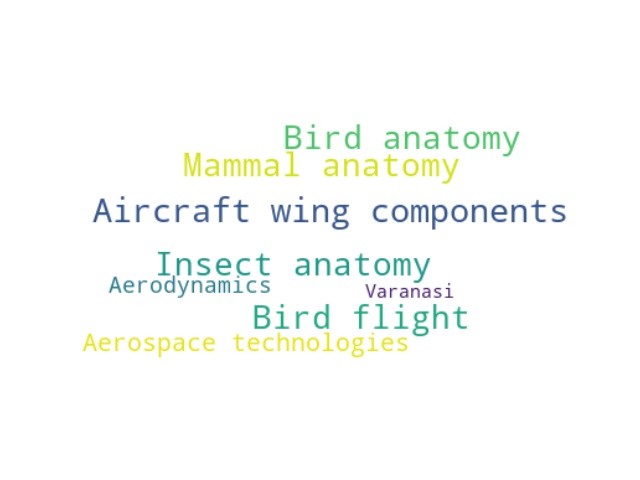 Bird anatomy
Mammal anatomy
Aircraft wing components
Insect anatomy
Aerodynamics
Varanasi
Bird flight
Aerospace technologies